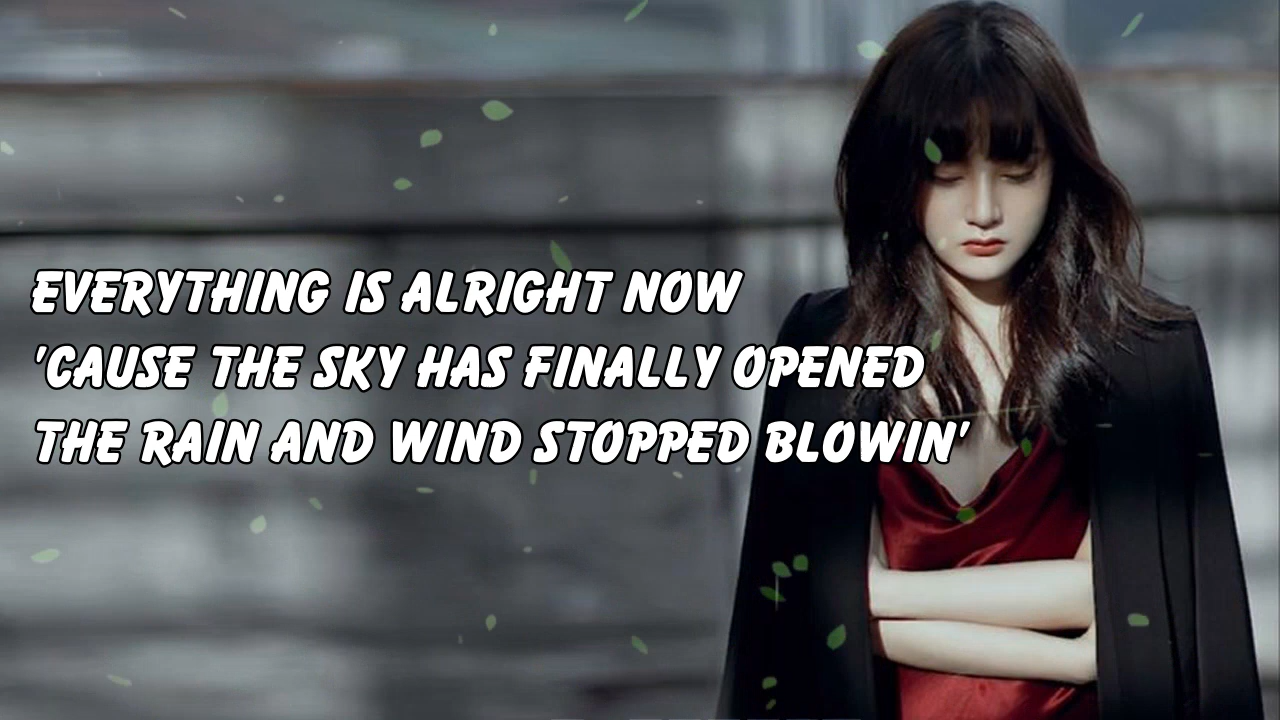 EVERYTHING IS ALRIGHT NOW
'CAUSE THE SKY HAS FINALLY OPENED
THE RAIN AND WIND STOPPED BLOWIN'